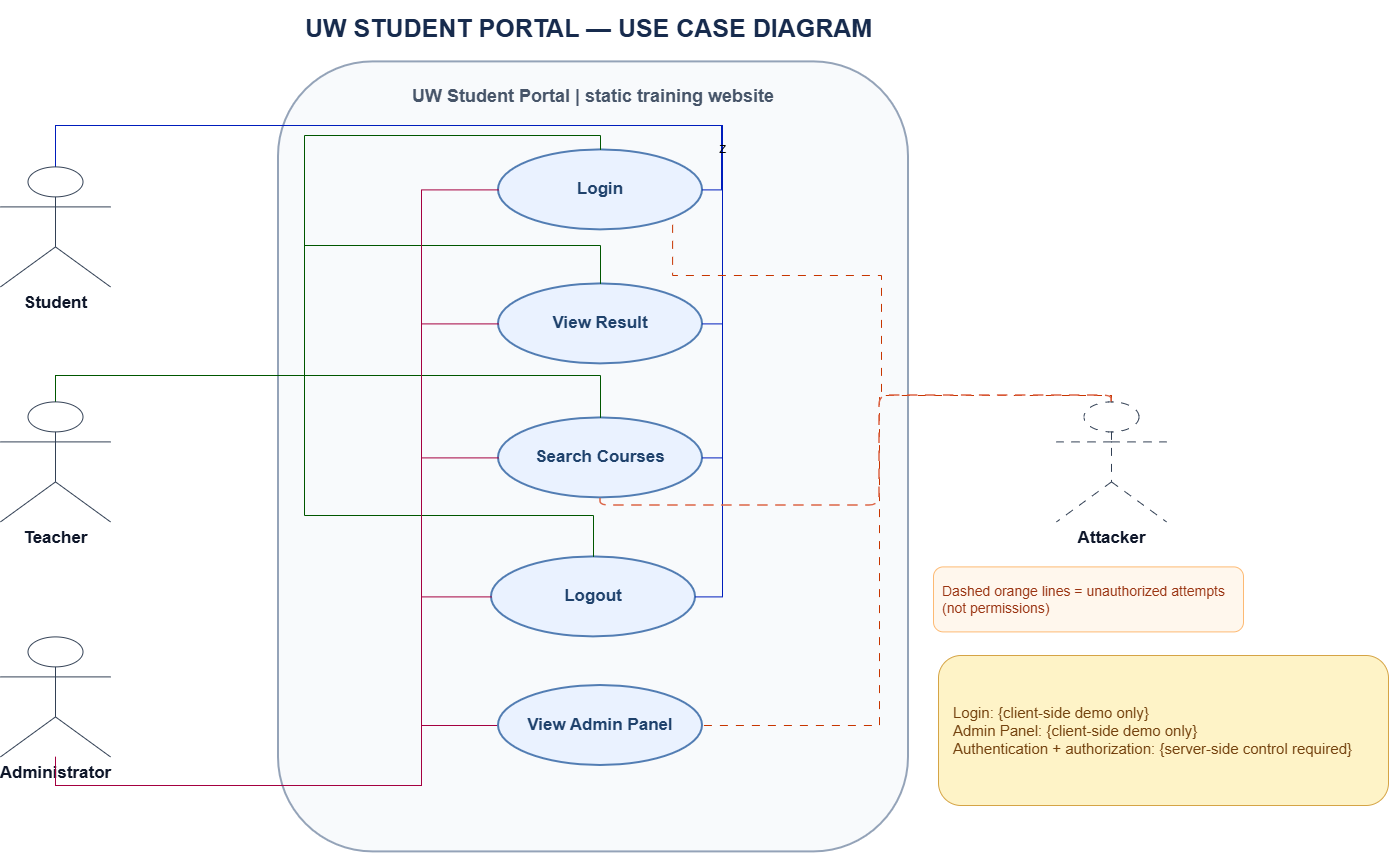 UW STUDENT PORTAL — USE CASE DIAGRAM
UW Student Portal | static training website
z
Login
Student
View Result
Search Courses
Teacher
Attacker
Dashed orange lines = unauthorized attempts
(not permissions)
Logout
Login: {client-side demo only}
View Admin Panel
Admin Panel: {client-side demo only}
Authentication + authorization: {server-side control required}
Administrator